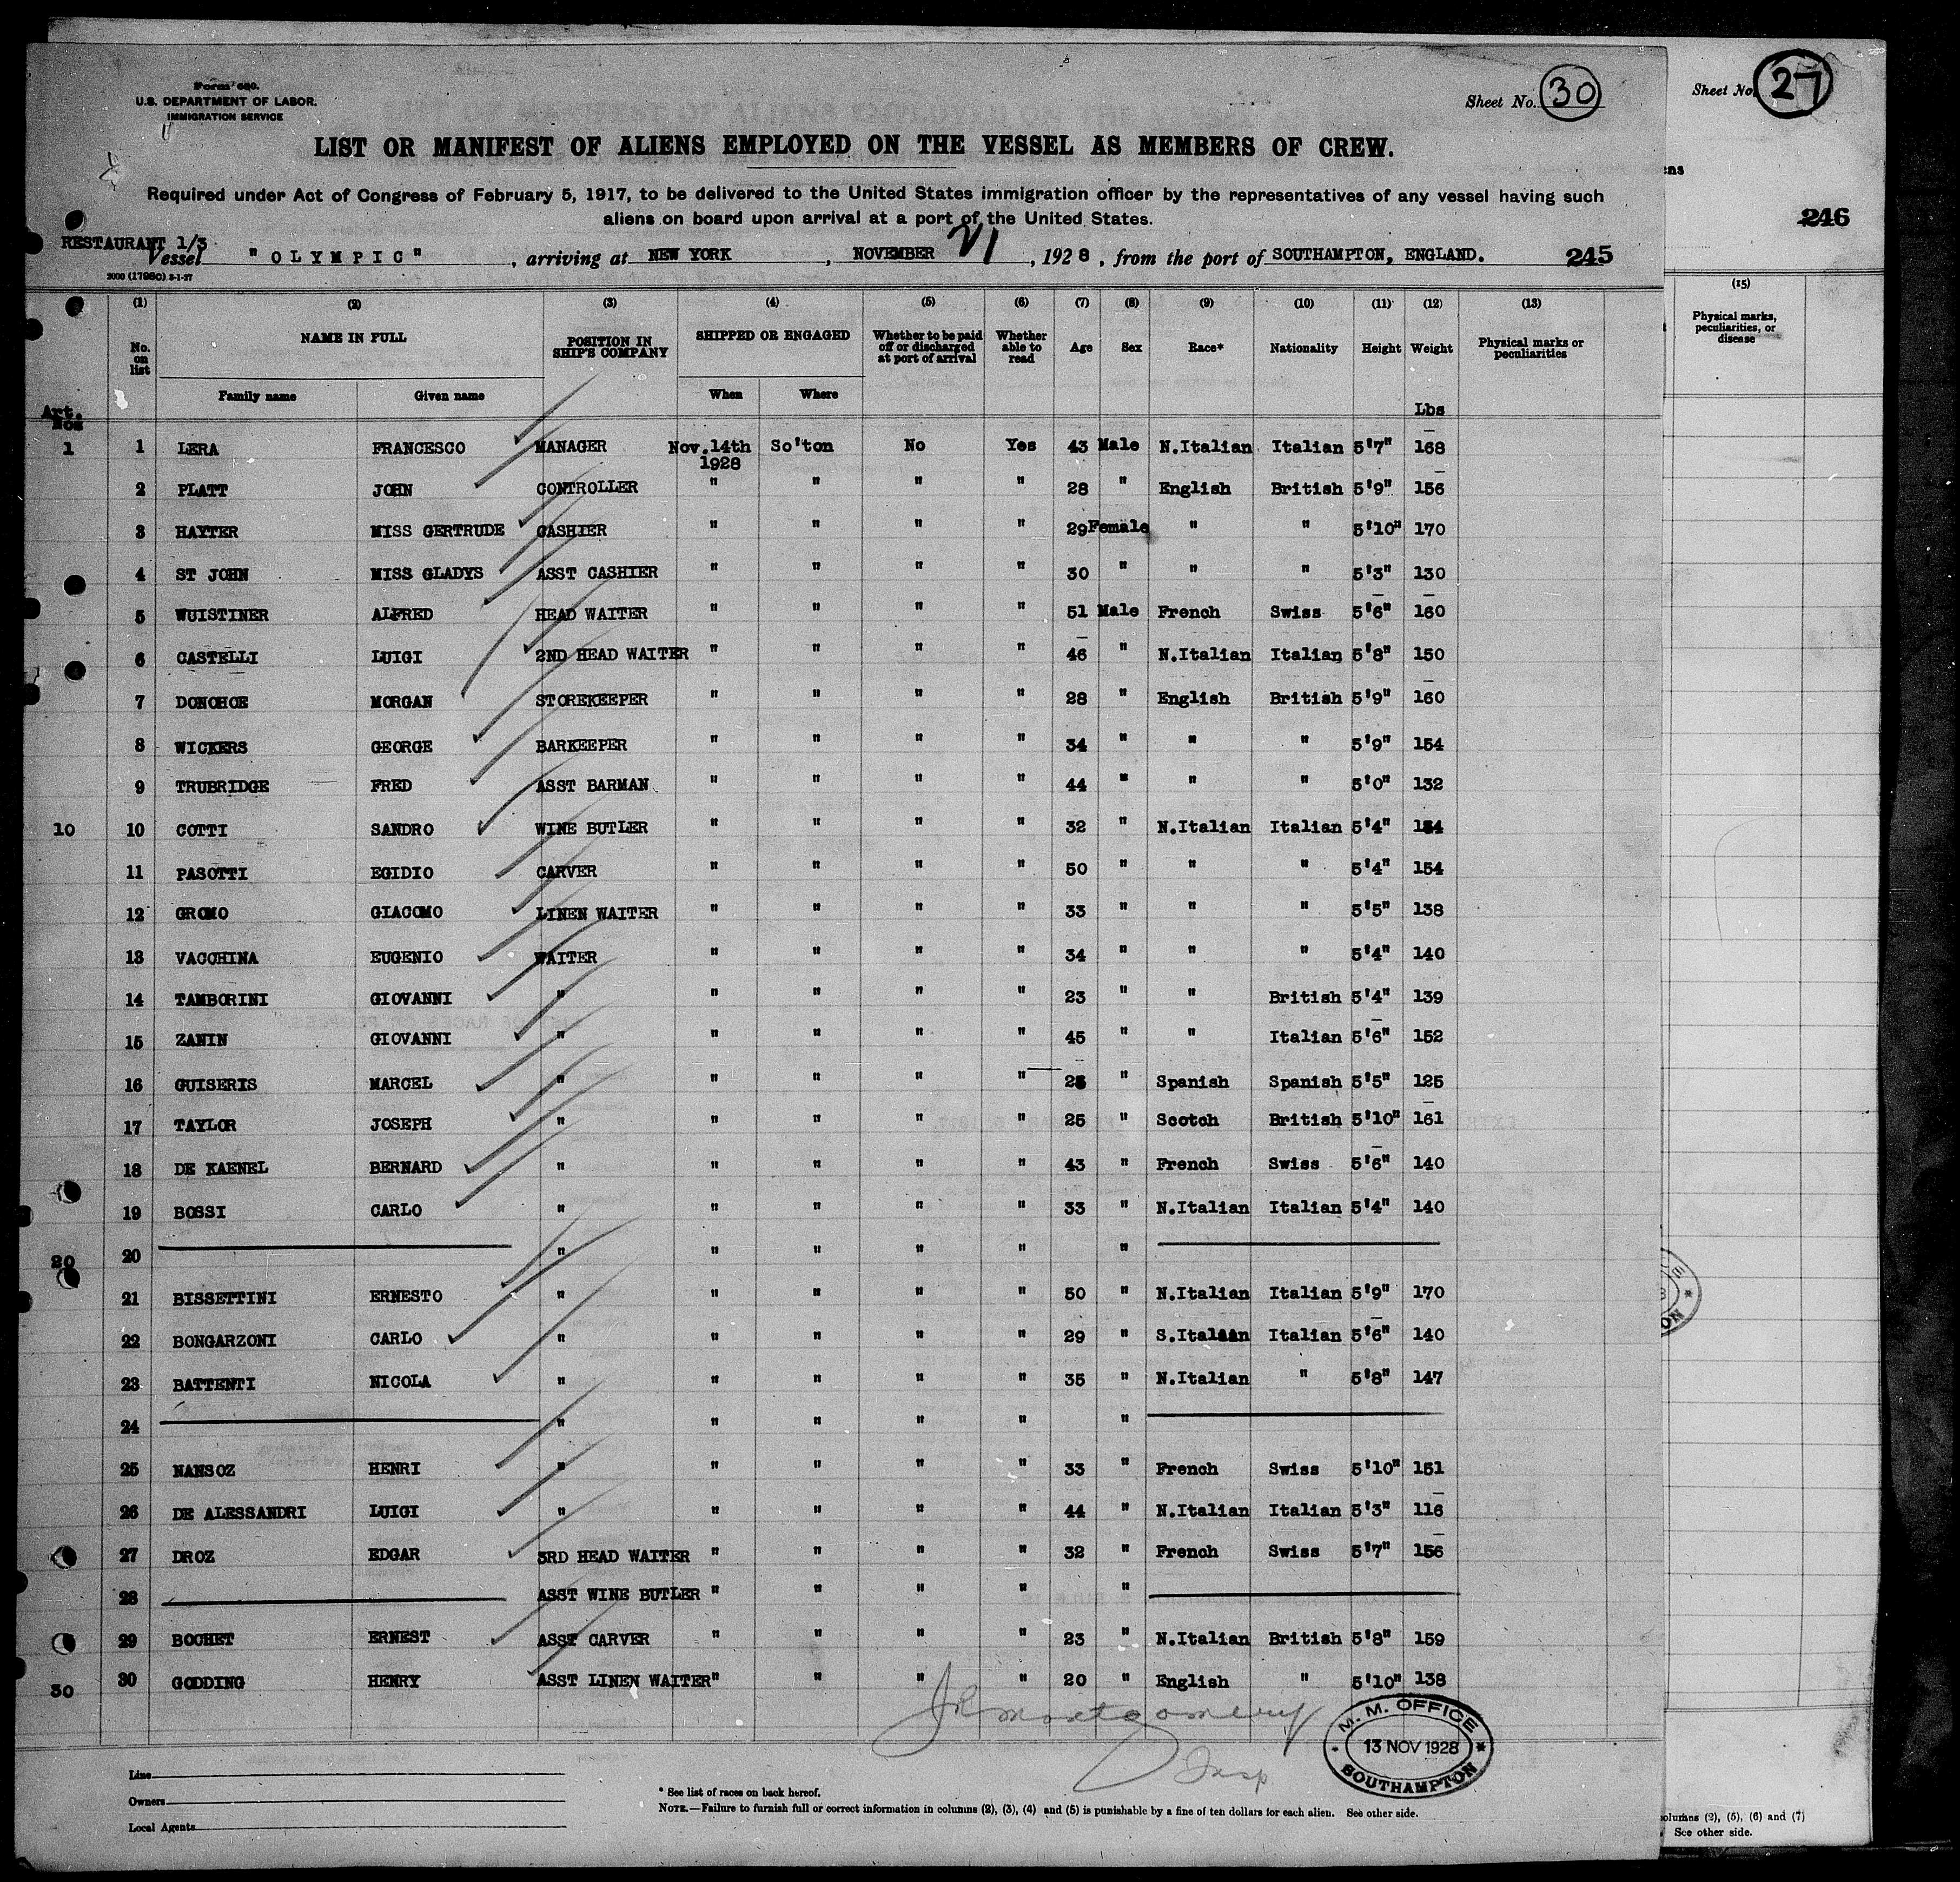 Form 680.
U.S. DEPARTMENT OF LABOR.
IMMIGRATION SERVICE
Sheet No. 30
Sheet No. 27
LIST OR MANIFEST OF ALIENS EMPLOYED ON THE VESSEL AS MEMBERS OF CREW.
Required under Act of Congress of February 5, 1917, to be delivered to the United States immigration officer by the representatives of any vessel having such
aliens on board upon arrival at a port of the United States.
246
RESTAURANT 1/3
Vessel "OLYMPIC", arriving at NEW YORK, NOVEMBER 21, 1928, from the port of SOUTHAMPTON, ENGLAND. 245
2000 (1798C) 3-1-27
(1) (2) (3) (4) (5) (6) (7) (8) (9) (10) (11) (12) (13) (15)
No. on list NAME IN FULL POSITION IN SHIP'S COMPANY SHIPPED OR ENGAGED Whether to be paid off or discharged at port of arrival Whether able to read Age Sex Race* Nationality Height Weight Physical marks or peculiarities Physical marks, peculiarities, or disease
Family name Given name When Where
Art. Nos Lbs
1 1 LERA FRANCESCO MANAGER Nov.14th 1928 So'ton No Yes 43 Male N.Italian Italian 5'7" 168
2 PLATT JOHN CONTROLLER " " " " 28 " English British 5'9" 156
3 HAYTER MISS GERTRUDE CASHIER " " " " 29 Female " " 5'10" 170
4 ST JOHN MISS GLADYS ASST CASHIER " " " " 30 " " " 5'3" 130
5 WUISTINER ALFRED HEAD WAITER " " " " 51 Male French Swiss 5'6" 160
6 CASTELLI LUIGI 2ND HEAD WAITER " " " " 46 " N.Italian Italian 5'8" 150
7 DONOHOE MORGAN STOREKEEPER " " " " 28 " English British 5'9" 160
8 WICKERS GEORGE BARKEEPER " " " " 34 " " " 5'9" 154
9 TRUBRIDGE FRED ASST BARMAN " " " " 44 " " " 5'0" 132
10 10 COTTI SANDRO WINE BUTLER " " " " 32 " N.Italian Italian 5'4"
11 PASOTTI EGIDIO CARVER " " " " 50 " " " 5'4" 154
12 GROMO GIACOMO LINEN WAITER " " " " 33 " " " 5'5" 138
13 VACCHINA EUGENIO WAITER " " " " 34 " " " 5'4" 140
14 TAMBORINI GIOVANNI " " " " " 23 " " British 5'4" 139
15 ZANIN GIOVANNI " " " " " 45 " " Italian 5'6" 152
16 GUISERIS MARCEL " " " " " " Spanish Spanish 5'5" 125
17 TAYLOR JOSEPH " " " " " 25 " Scotch British 5'10" 161
18 DE KAENEL BERNARD " " " " " 43 " French Swiss 5'6" 140
19 BOSSI CARLO " " " " " 33 " N.Italian Italian 5'4" 140
20 20 " " " " " "
21 BISSETTINI ERNESTO " " " " " 50 " N.Italian Italian 5'9" 170
22 BONGARZONI CARLO " " " " " 29 " S.Italian Italian 5'6" 140
23 BATTENTI NICOLA " " " " " 35 " N.Italian " 5'8" 147
24 " " " " " "
25 NANSOZ HENRI " " " " " 33 " French Swiss 5'10" 151
26 DE ALESSANDRI LUIGI " " " " " 44 " N.Italian Italian 5'3" 116
27 DROZ EDGAR 3RD HEAD WAITER " " " " 32 " French Swiss 5'7" 156
28 ASST WINE BUTLER " " " " "
29 BOCHET ERNEST ASST CARVER " " " " 23 " N.Italian British 5'8" 159
30 30 GODDING HENRY ASST LINEN WAITER " " " " 20 " English " 5'10" 138
JR Montgomery
Insp
M. M. OFFICE
13 NOV 1928
SOUTHAMPTON
Line
Owners
Local Agents
* See list of races on back hereof.
NOTE.—Failure to furnish full or correct information in columns (2), (3), (4) and (5) is punishable by a fine of ten dollars for each alien. See other side.
columns (2), (5), (6) and (7)
See other side.